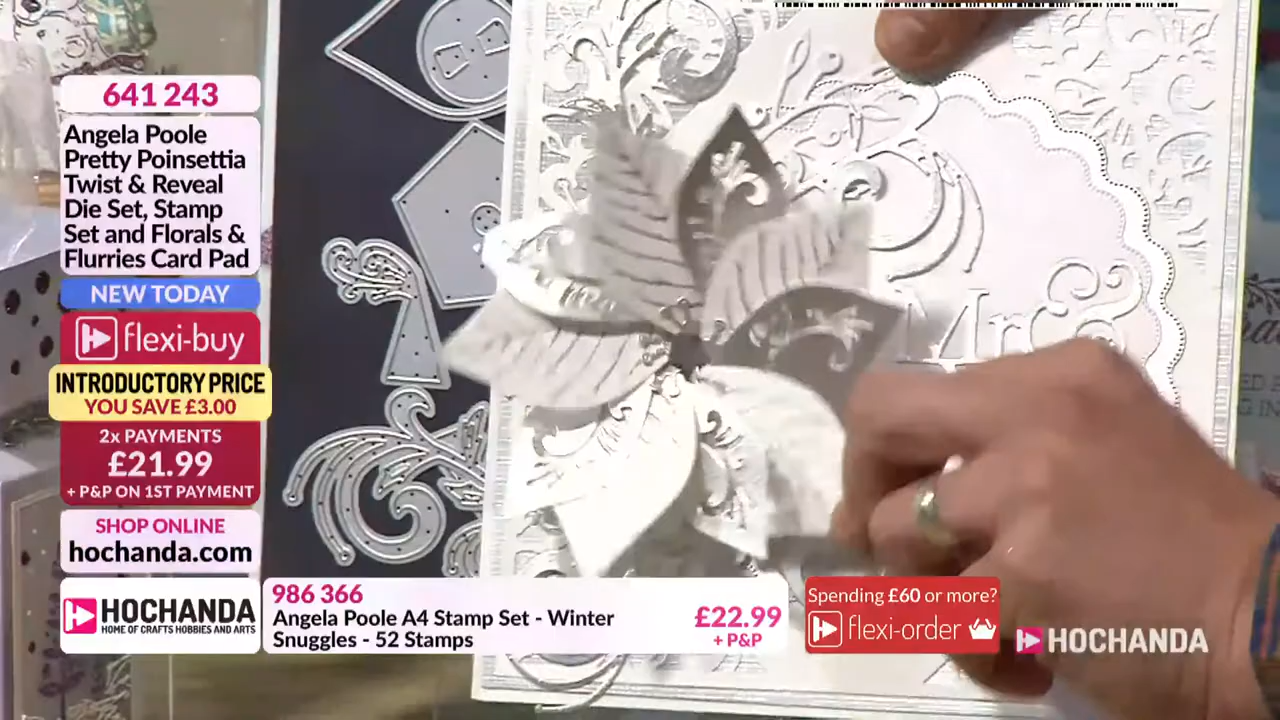 641 243
Angela Poole
Pretty Poinsettia
Twist & Reveal
Die Set, Stamp
Set and Florals &
Flurries Card Pad
NEW TODAY
flexi-buy
INTRODUCTORY PRICE
YOU SAVE £3.00
2x PAYMENTS
£21.99
+ P&P ON 1ST PAYMENT
SHOP ONLINE
hochanda.com
HOCHANDA
HOME OF CRAFTS HOBBIES AND ARTS
986 366
Angela Poole A4 Stamp Set - Winter
Snuggles - 52 Stamps
£22.99
+ P&P
Spending £60 or more?
flexi-order
HOCHANDA